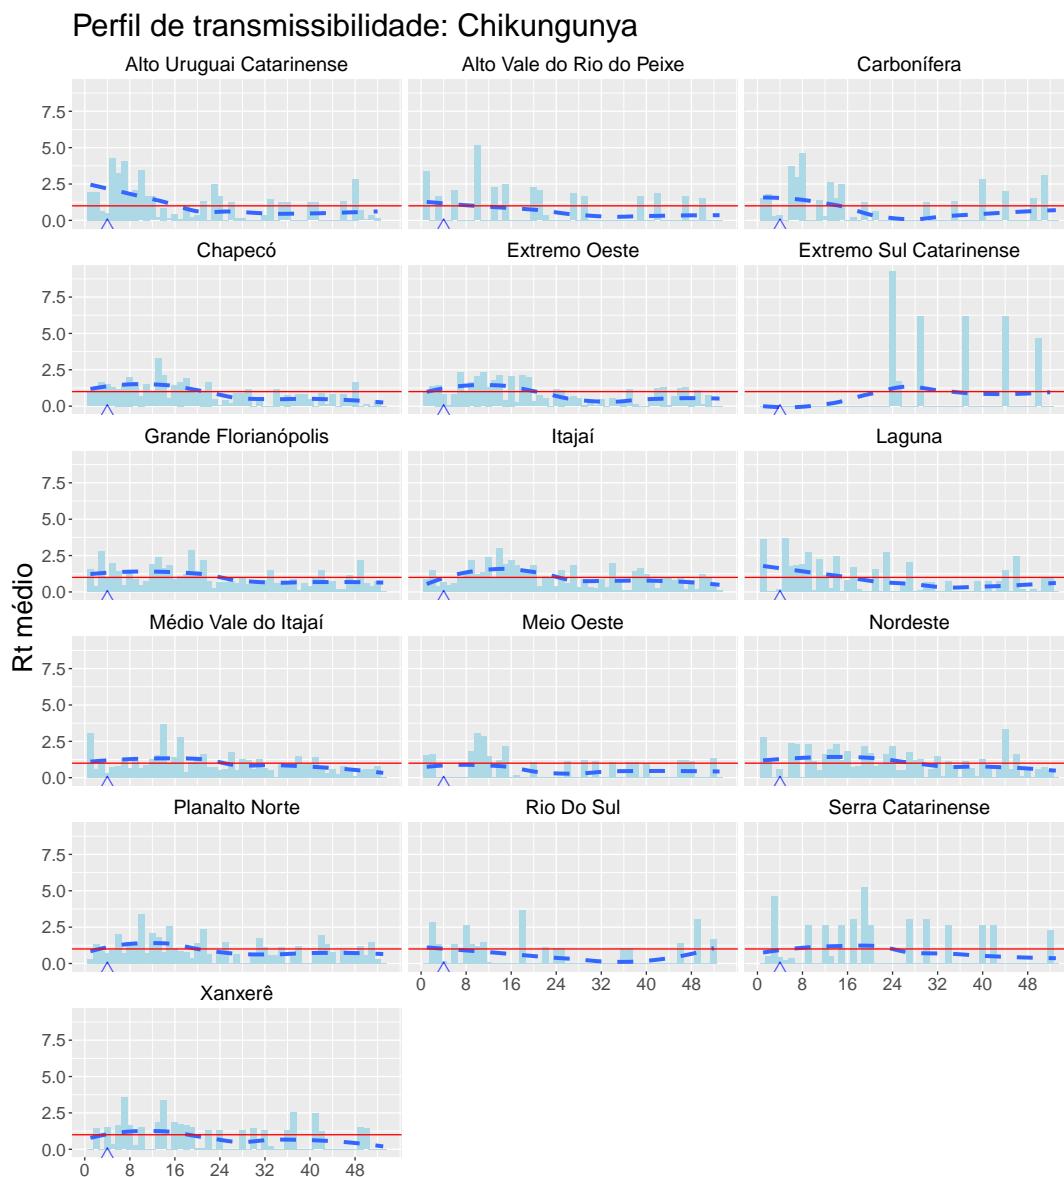 Perfil de transmissibilidade: Chikungunya
Alto Uruguai Catarinense
Alto Vale do Rio do Peixe
Carbonífera
7.5
5.0
2.5
0.0
Chapecó
Extremo Oeste
Extremo Sul Catarinense
7.5
5.0
2.5
0.0
Grande Florianópolis
Itajaí
Laguna
7.5
5.0
2.5
0.0
Rt médio
Médio Vale do Itajaí
Meio Oeste
Nordeste
7.5
5.0
2.5
0.0
Planalto Norte
Rio Do Sul
Serra Catarinense
7.5
5.0
2.5
0.0
0 8 16 24 32 40 48
0 8 16 24 32 40 48
Xanxerê
7.5
5.0
2.5
0.0
0 8 16 24 32 40 48